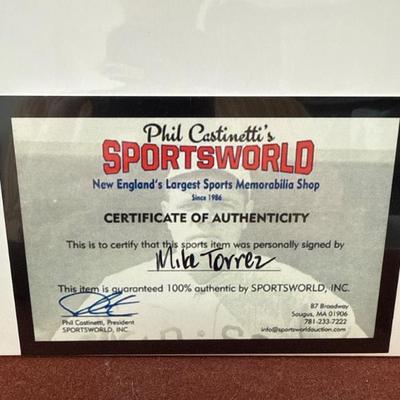 Phil Castinetti's
SPORTSWORLD
New England's Largest Sports Memorabilia Shop
Since 1986
CERTIFICATE OF AUTHENTICITY
This is to certify that this sports item was personally signed by
Mike Torrez
This item is guaranteed 100% authentic by SPORTSWORLD, INC.
Phil Castinetti, President
SPORTSWORLD, INC.
87 Broadway
Saugus, MA 01906
781-233-7222
info@sportsworldauction.com